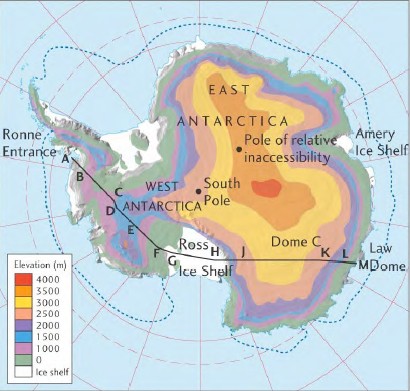 EAST
ANTARCTICA
Pole of relative
inaccessibility
Ronne
Entrance
Amery
Ice Shelf
A
B
C
D
E
F
G
H
J
K
L
M
WEST
ANTARCTICA
South
Pole
Ross
Ice Shelf
Dome C
Law
Dome
Elevation (m)
4000
3500
3000
2500
2000
1500
1000
0
Ice shelf